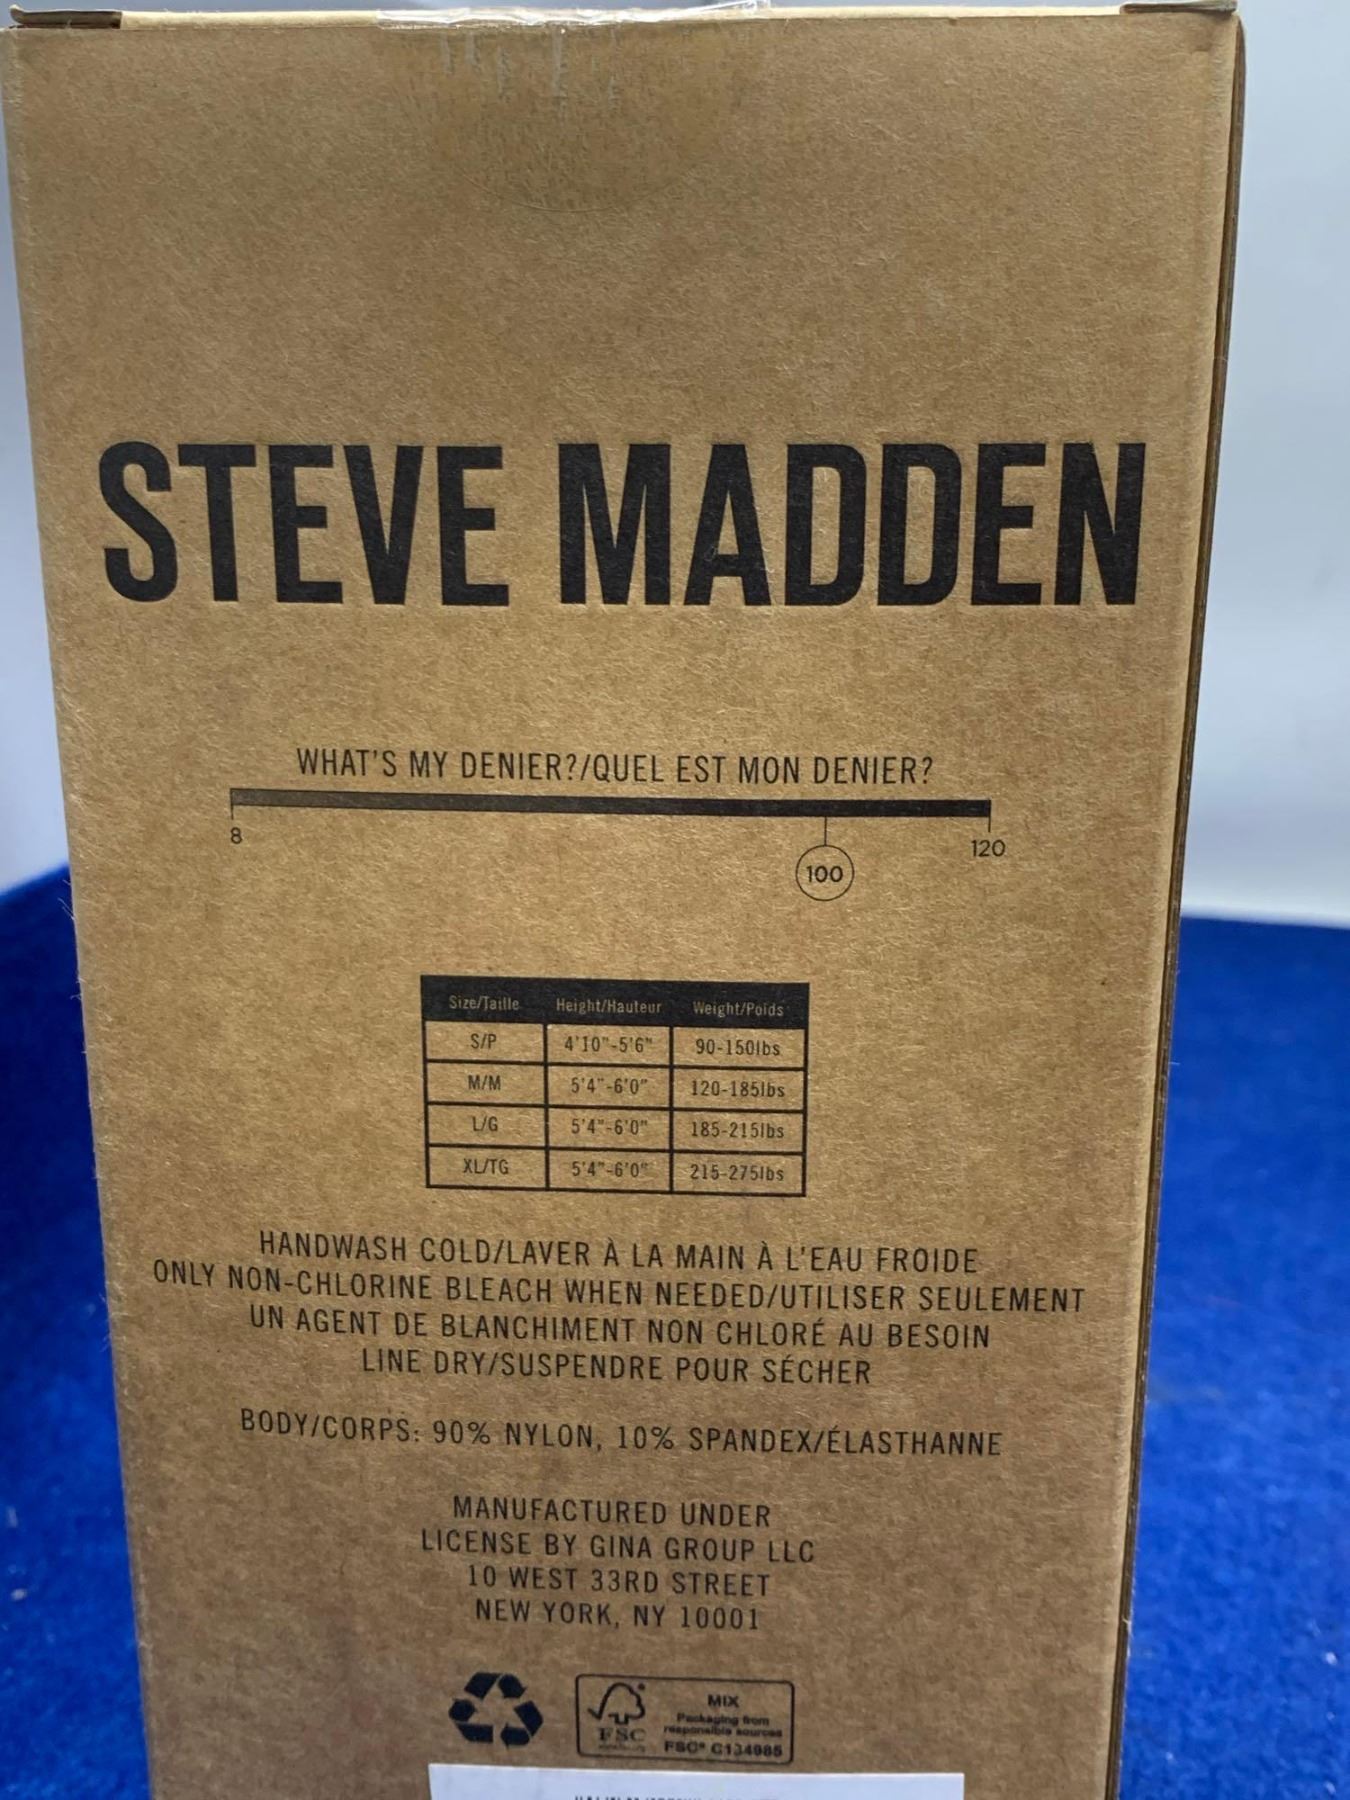 STEVE MADDEN
WHAT'S MY DENIER?/QUEL EST MON DENIER?
8
120
100
Size/Taille Height/Hauteur Weight/Poids
S/P 4'10"-5'6" 90-150lbs
M/M 5'4"-6'0" 120-185lbs
L/G 5'4"-6'0" 185-215lbs
XL/TG 5'4"-6'0" 215-275lbs
HANDWASH COLD/LAVER À LA MAIN À L'EAU FROIDE
ONLY NON-CHLORINE BLEACH WHEN NEEDED/UTILISER SEULEMENT
UN AGENT DE BLANCHIMENT NON CHLORÉ AU BESOIN
LINE DRY/SUSPENDRE POUR SÉCHER
BODY/CORPS: 90% NYLON, 10% SPANDEX/ÉLASTHANNE
MANUFACTURED UNDER
LICENSE BY GINA GROUP LLC
10 WEST 33RD STREET
NEW YORK, NY 10001
FSC
MIX
Packaging from
responsible sources
FSC® C134985